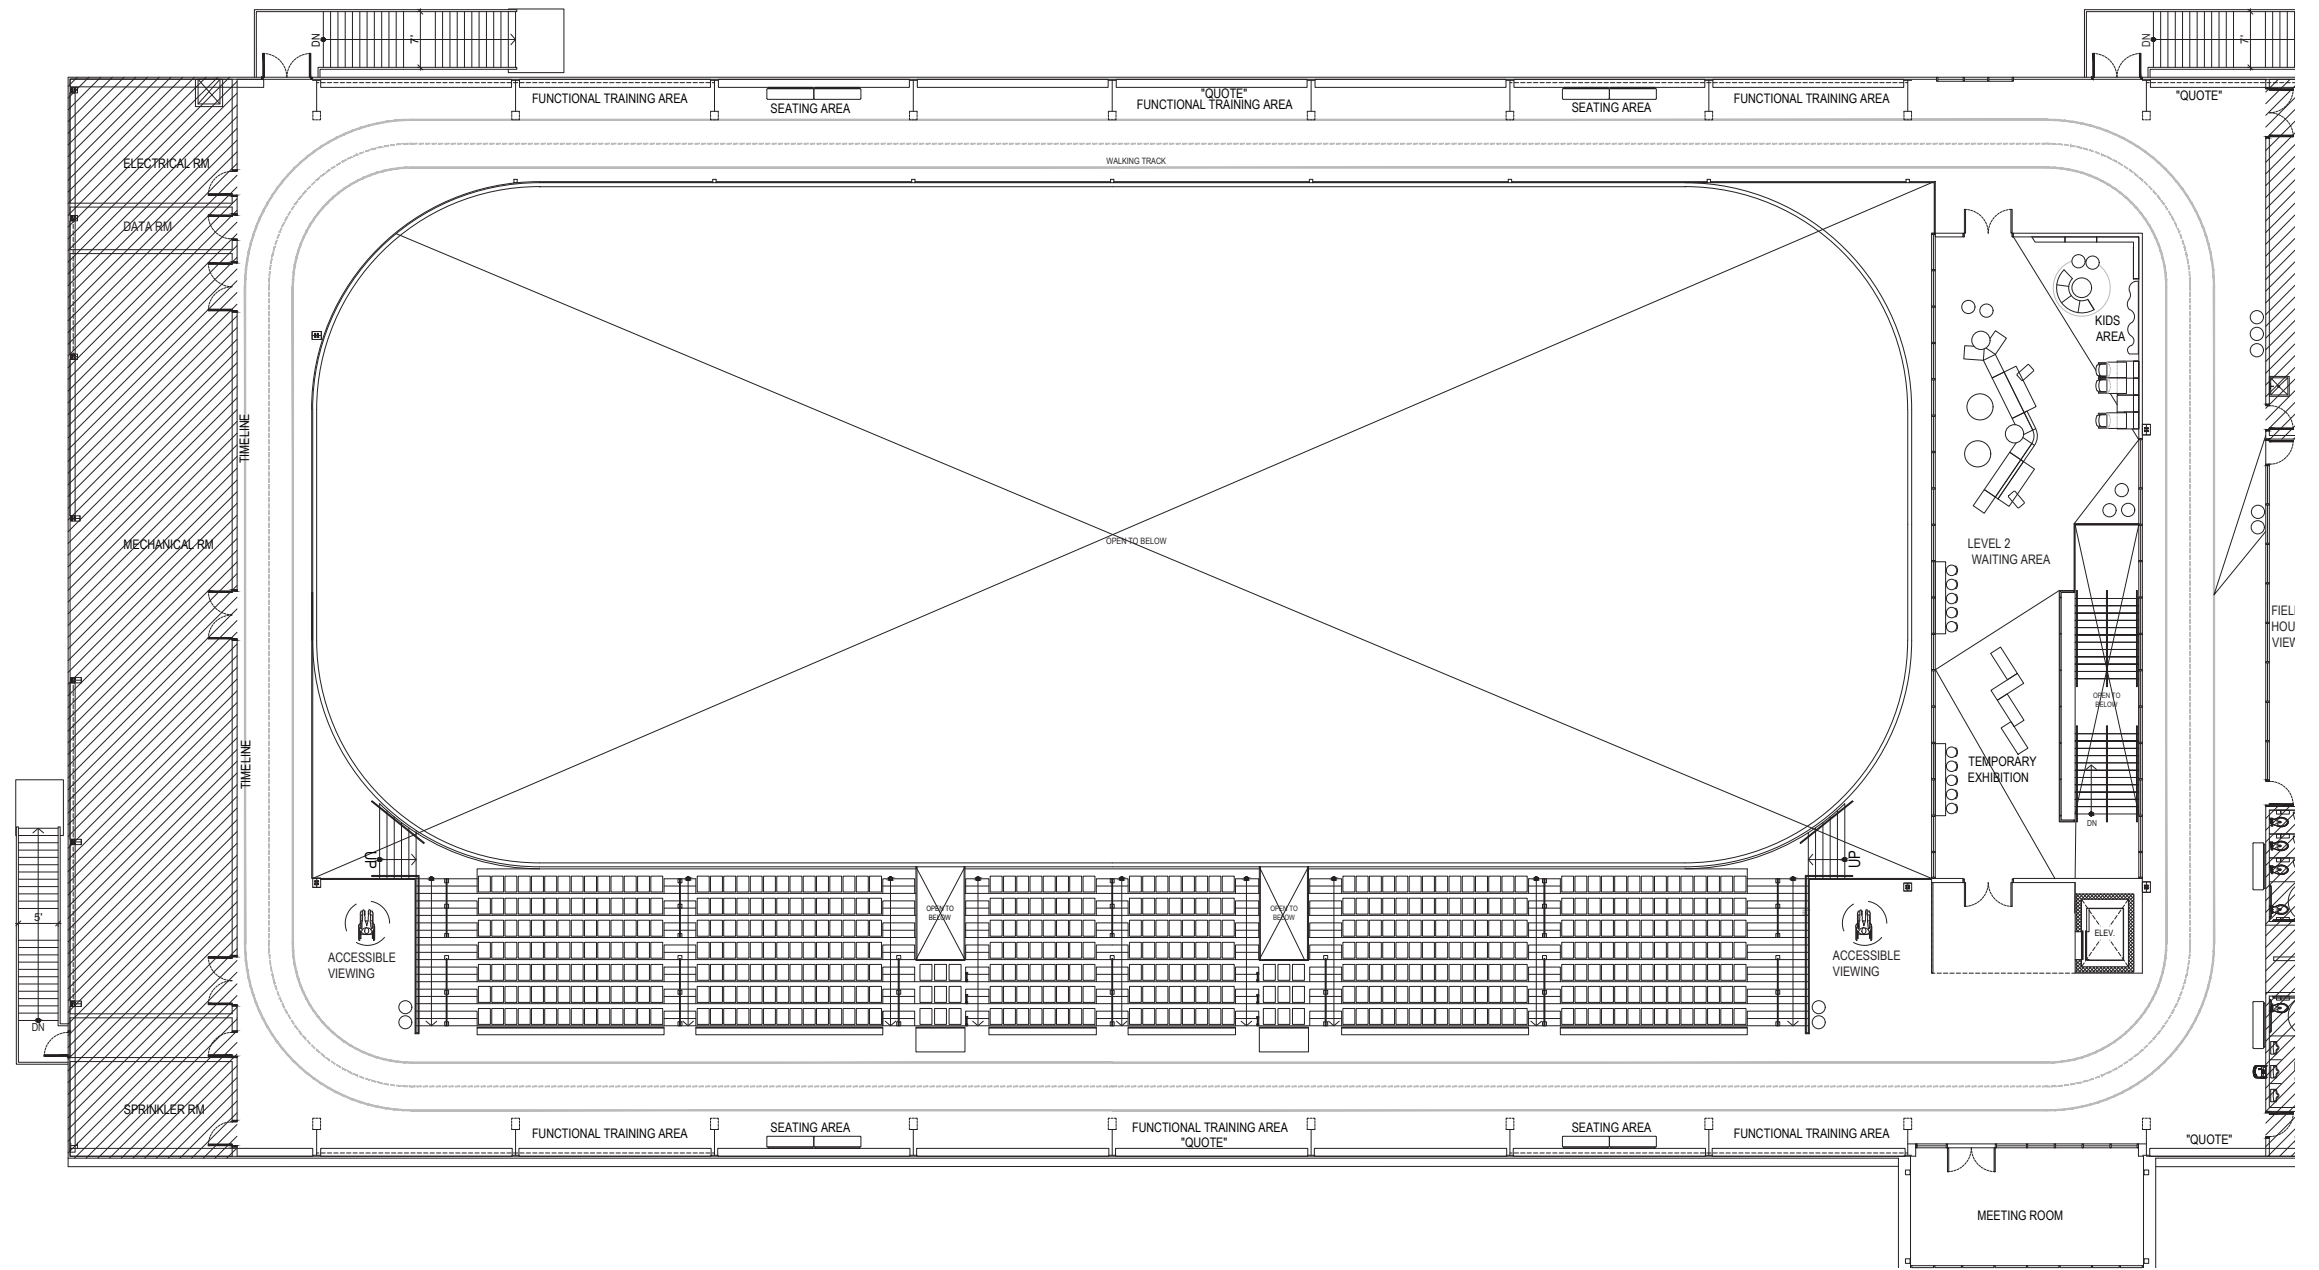 DN
7'
DN
7'
"QUOTE"
FUNCTIONAL TRAINING AREA
SEATING AREA
"QUOTE"
FUNCTIONAL TRAINING AREA
SEATING AREA
FUNCTIONAL TRAINING AREA
ELECTRICAL RM
WALKING TRACK
DATA RM
KIDS
AREA
TIMELINE
MECHANICAL RM
OPEN TO BELOW
LEVEL 2
WAITING AREA
FIEL
HOU
VIEW
OPEN TO
BELOW
TIMELINE
TEMPORARY
EXHIBITION
DN
UP
UP
5'
OPEN TO
BELOW
OPEN TO
BELOW
ELEV.
ACCESSIBLE
VIEWING
ACCESSIBLE
VIEWING
DN
SPRINKLER RM
FUNCTIONAL TRAINING AREA
SEATING AREA
FUNCTIONAL TRAINING AREA
"QUOTE"
SEATING AREA
FUNCTIONAL TRAINING AREA
"QUOTE"
MEETING ROOM